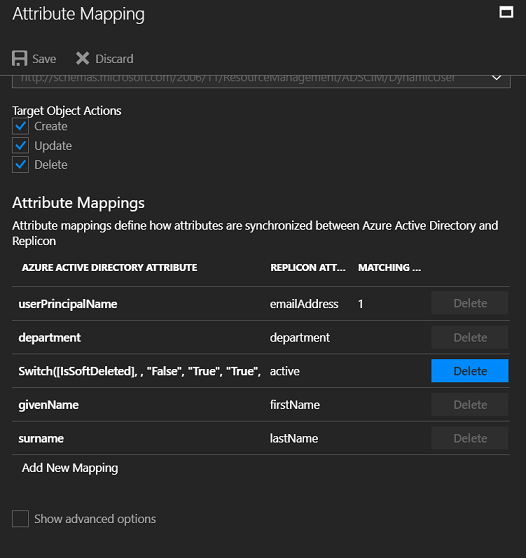 Attribute Mapping
Save Discard
http://schemas.microsoft.com/2006/11/ResourceManagement/ADSCIM/DynamicUser
Target Object Actions
Create
Update
Delete
Attribute Mappings
Attribute mappings define how attributes are synchronized between Azure Active Directory and
Replicon
AZURE ACTIVE DIRECTORY ATTRIBUTE REPLICON ATT... MATCHING ...
userPrincipalName emailAddress 1 Delete
department department Delete
Switch([IsSoftDeleted], , "False", "True", "True", active Delete
givenName firstName Delete
surname lastName Delete
Add New Mapping
Show advanced options